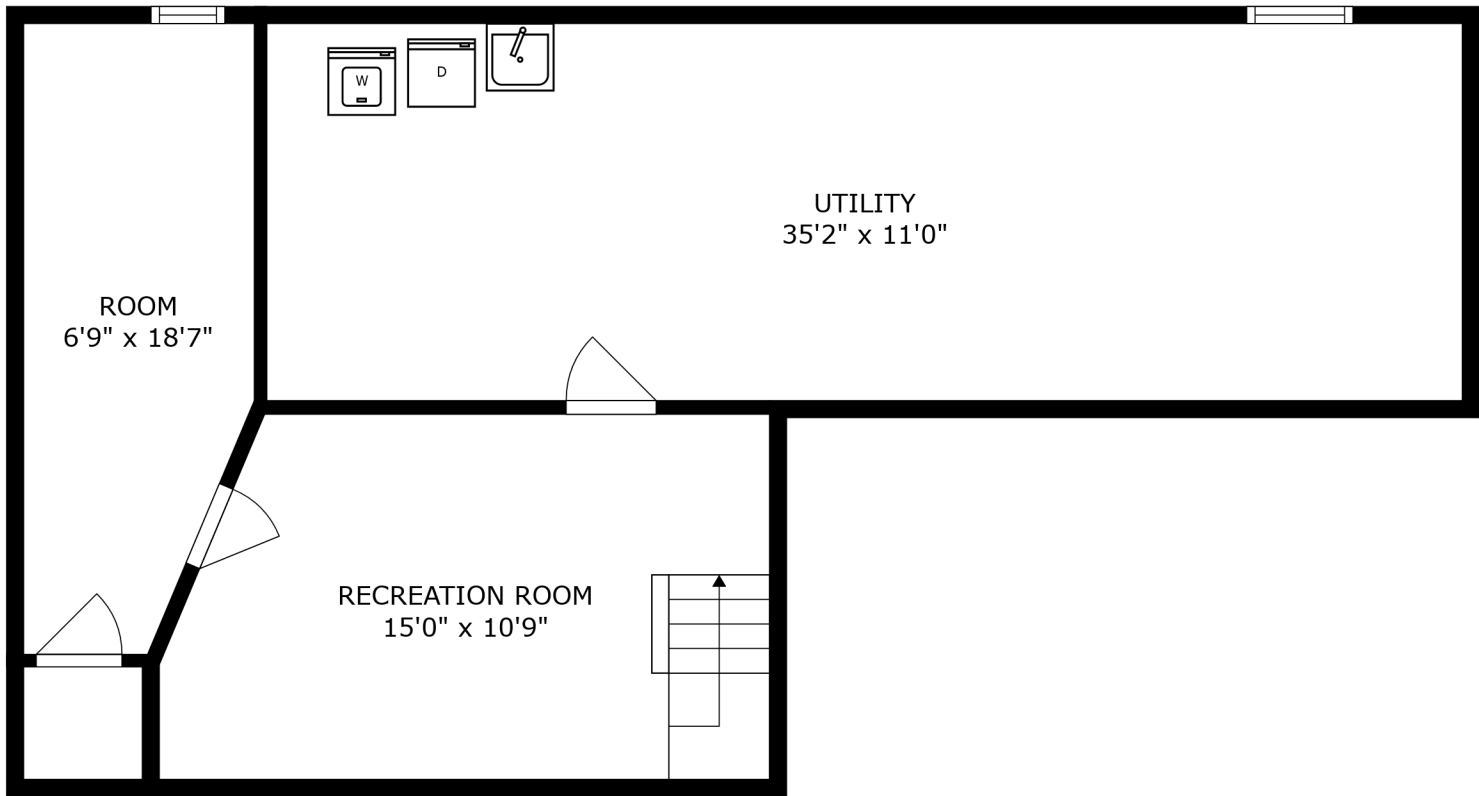 W
D
UTILITY
35'2" x 11'0"
ROOM
6'9" x 18'7"
RECREATION ROOM
15'0" x 10'9"